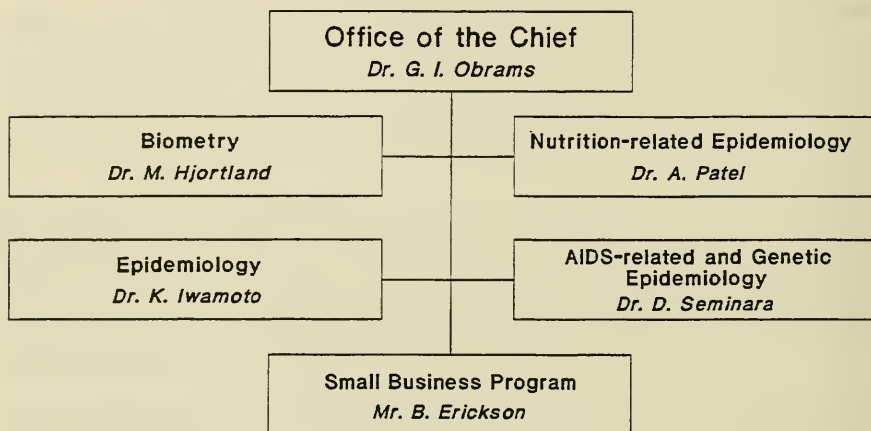 Office of the Chief
Dr. G. I. Obrams
Biometry
Dr. M. Hjortland
Nutrition-related Epidemiology
Dr. A. Patel
Epidemiology
Dr. K. Iwamoto
AIDS-related and Genetic
Epidemiology
Dr. D. Seminara
Small Business Program
Mr. B. Erickson